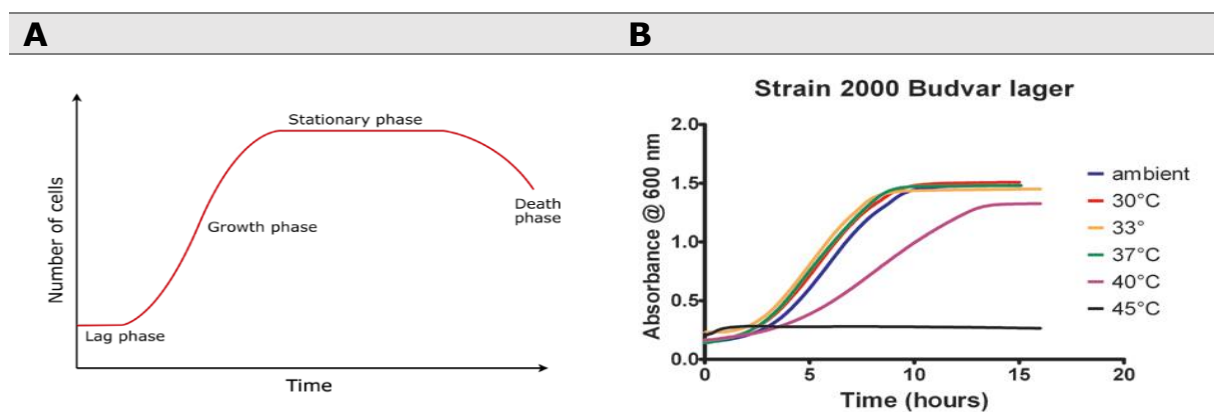 A
B
Number of cells
Lag phase
Growth phase
Stationary phase
Death
phase
Time
Strain 2000 Budvar lager
Absorbance @ 600 nm
2.0
1.5
1.0
0.5
0.0
0
5
10
15
20
Time (hours)
ambient
30°C
33°
37°C
40°C
45°C